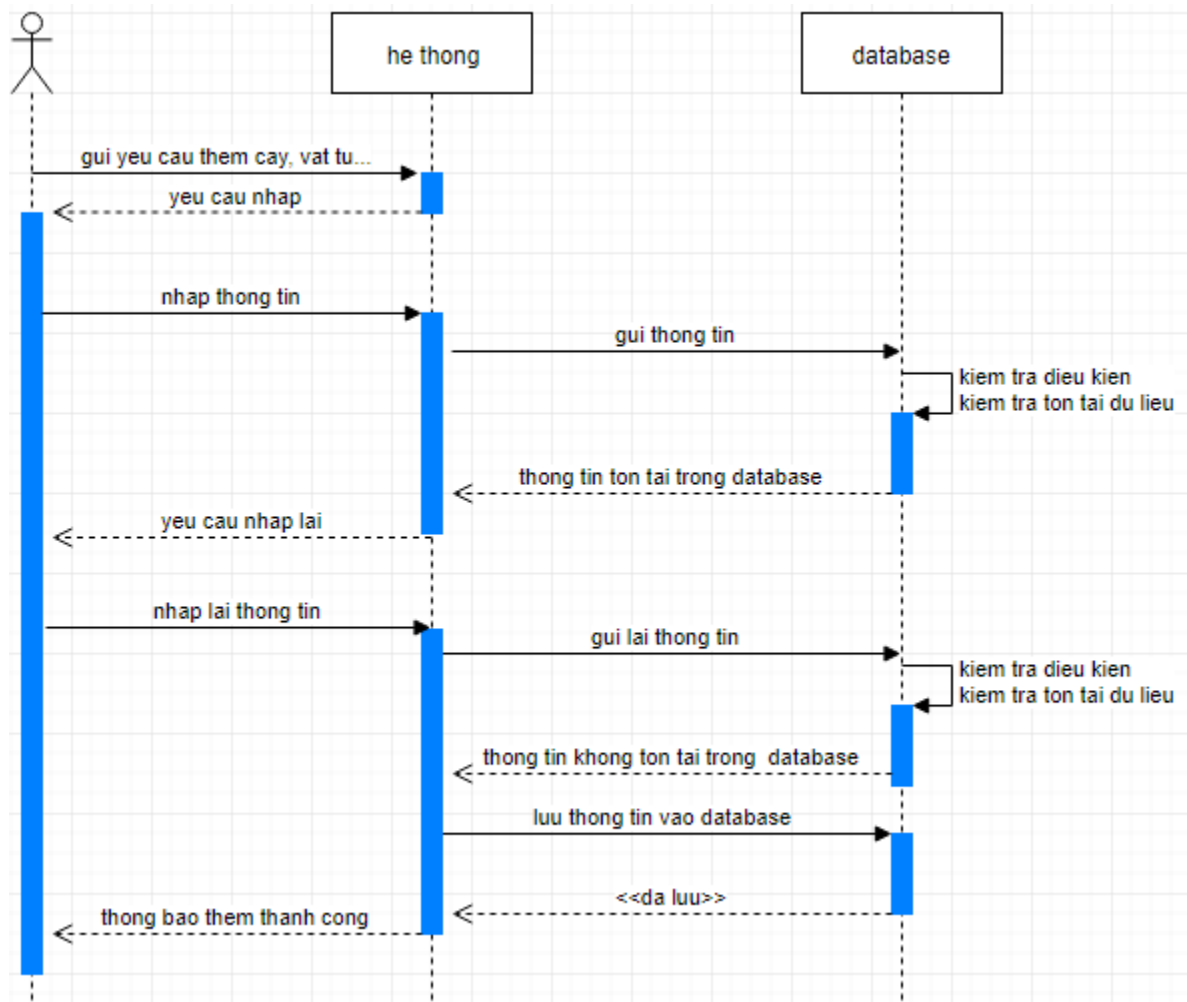 he thong
database
gui yeu cau them cay, vat tu...
yeu cau nhap
nhap thong tin
gui thong tin
kiem tra dieu kien
kiem tra ton tai du lieu
thong tin ton tai trong database
yeu cau nhap lai
nhap lai thong tin
gui lai thong tin
kiem tra dieu kien
kiem tra ton tai du lieu
thong tin khong ton tai trong  database
luu thong tin vao database
<<da luu>>
thong bao them thanh cong